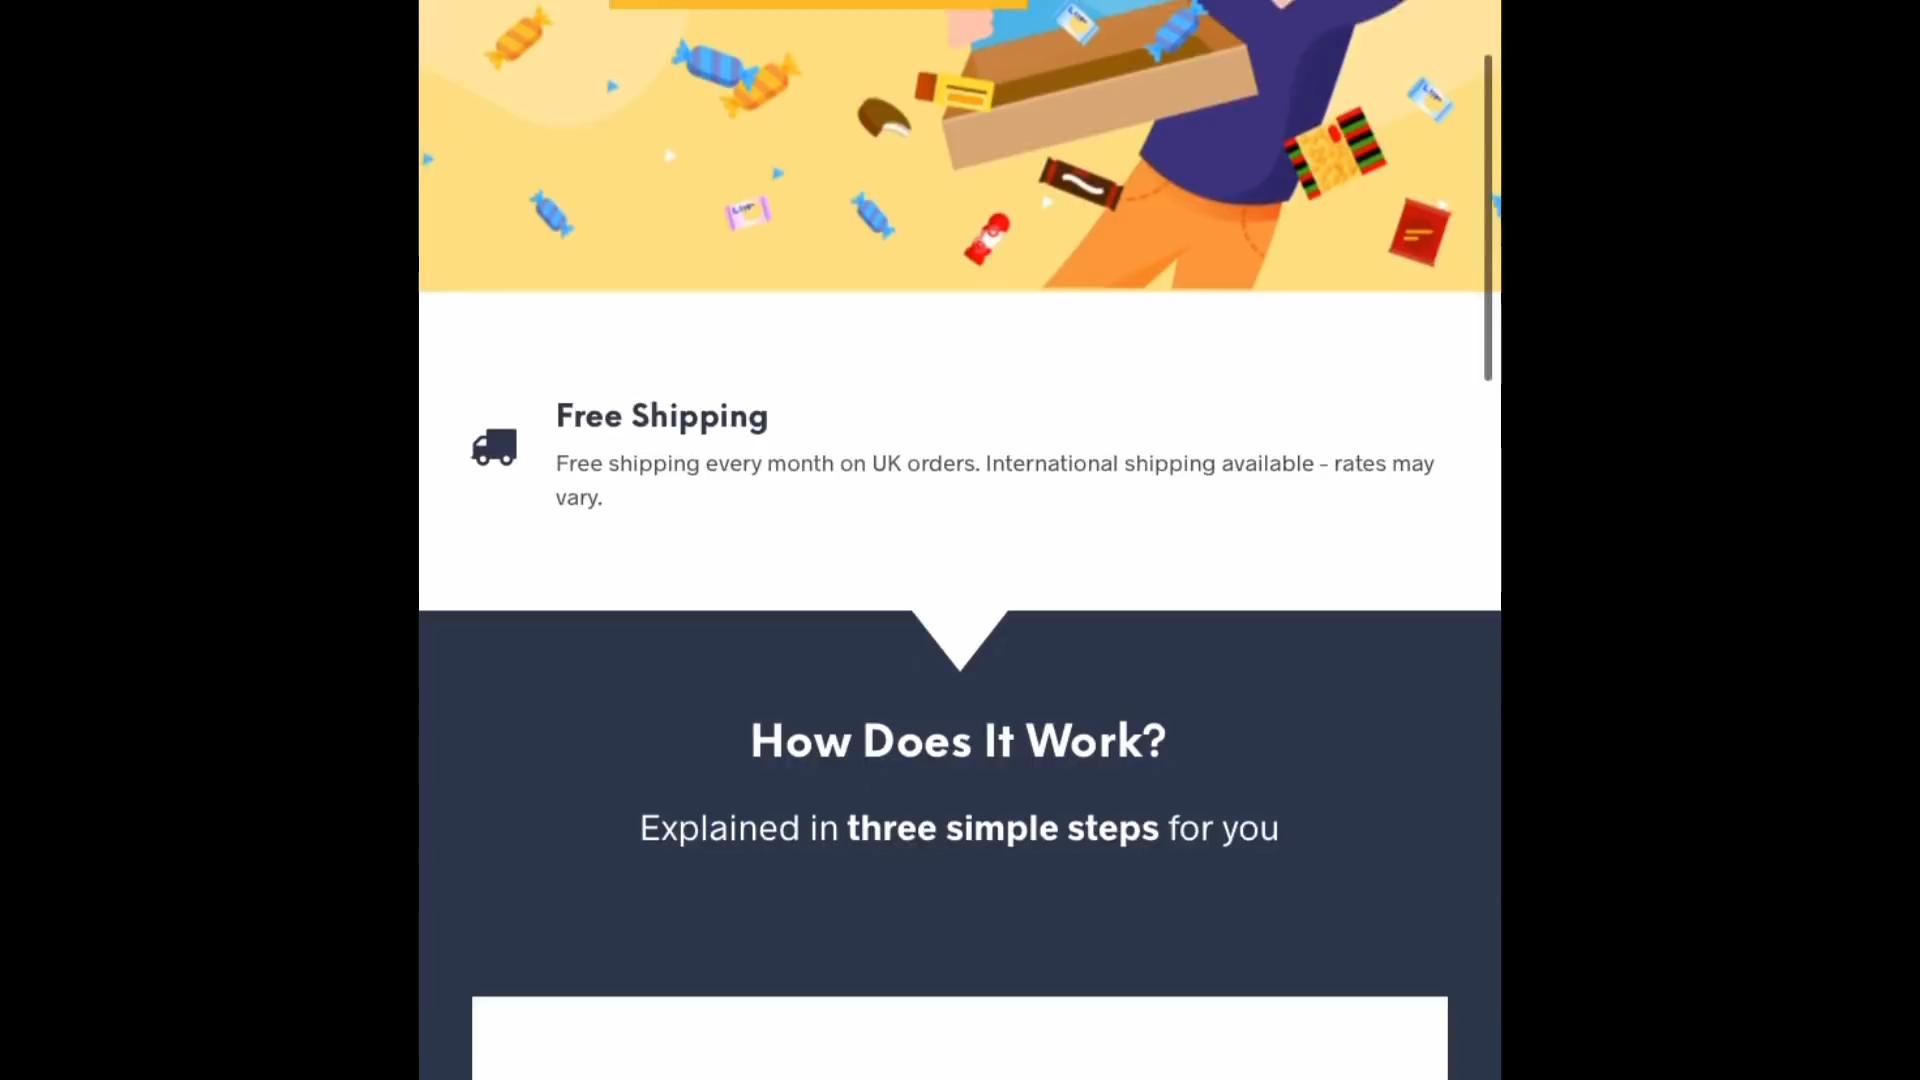 Free Shipping
Free shipping every month on UK orders. International shipping available - rates may
vary.
How Does It Work?
Explained in three simple steps for you